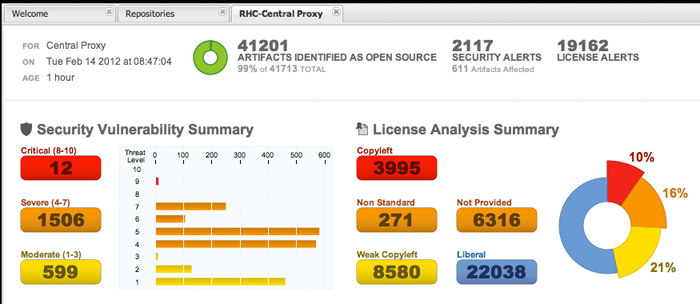 Welcome
Repositories
RHC-Central Proxy
FOR Central Proxy
ON Tue Feb 14 2012 at 08:47:04
AGE 1 hour
41201
ARTIFACTS IDENTIFIED AS OPEN SOURCE
99% of 41713 TOTAL
2117
SECURITY ALERTS
611 Artifacts Affected
19162
LICENSE ALERTS
Security Vulnerability Summary
Critical (8-10)
12
Severe (4-7)
1506
Moderate (1-3)
599
Threat
Level
0 100 200 300 400 500 600
10
9
8
7
6
5
4
3
2
1
License Analysis Summary
Copyleft
3995
Non Standard
271
Not Provided
6316
Weak Copyleft
8580
Liberal
22038
10%
16%
21%